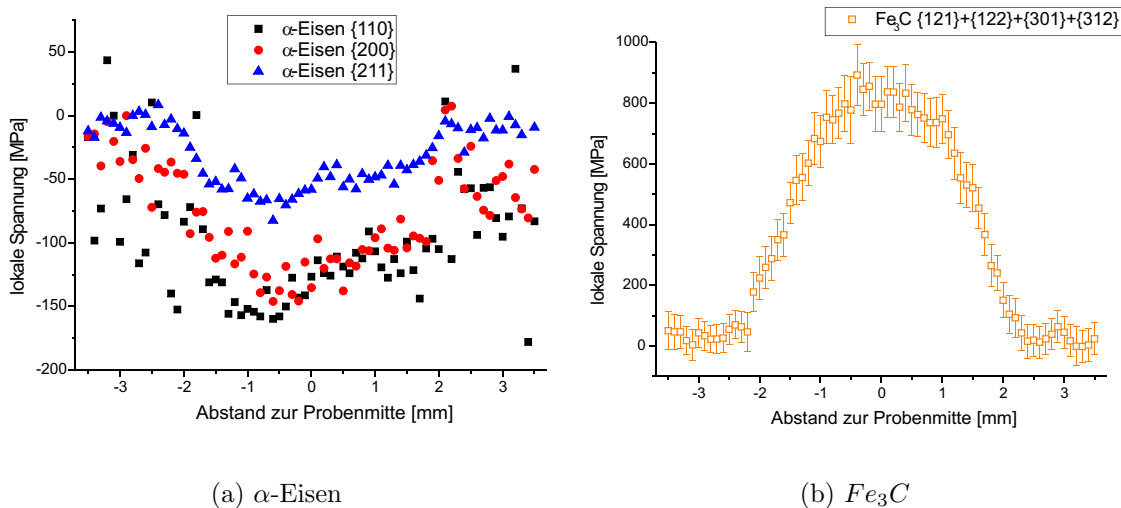 α-Eisen {110}
α-Eisen {200}
α-Eisen {211}
50
0
-50
-100
-150
-200
lokale Spannung [MPa]
-3 -2 -1 0 1 2 3
Abstand zur Probenmitte [mm]
(a) α-Eisen
Fe3C {121}+{122}+{301}+{312}
1000
800
600
400
200
0
lokale Spannung [MPa]
-3 -2 -1 0 1 2 3
Abstand zur Probenmitte [mm]
(b) Fe3C